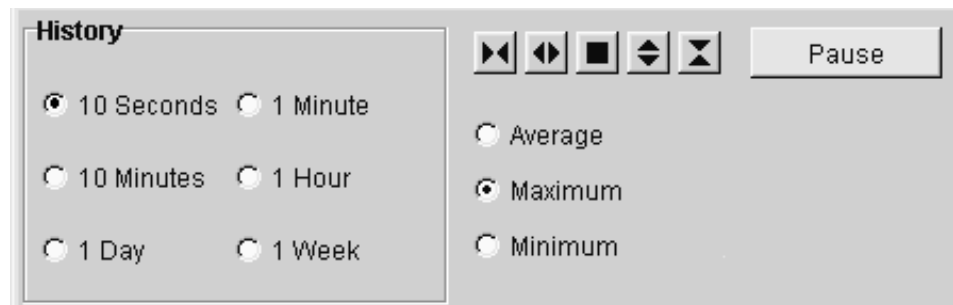 History
10 Seconds 1 Minute
10 Minutes 1 Hour
1 Day 1 Week
Pause
Average
Maximum
Minimum